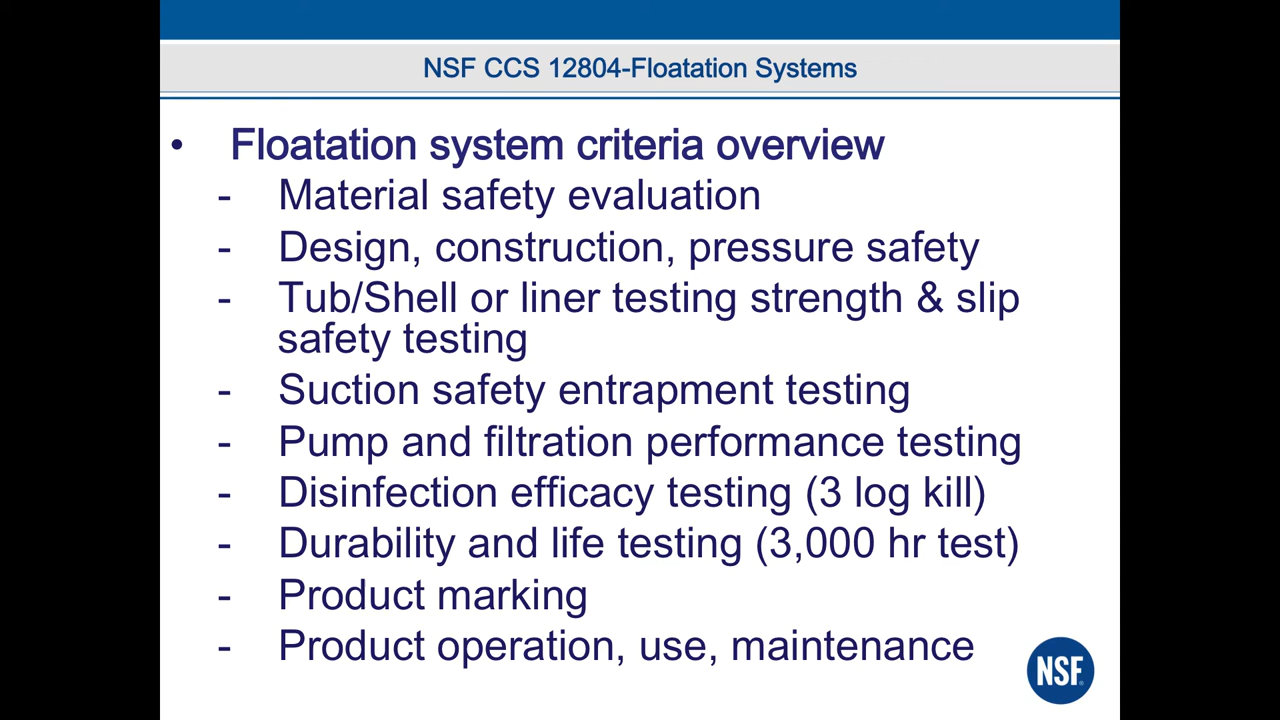 NSF CCS 12804-Floatation Systems
• Floatation system criteria overview
- Material safety evaluation
- Design, construction, pressure safety
- Tub/Shell or liner testing strength & slip
safety testing
- Suction safety entrapment testing
- Pump and filtration performance testing
- Disinfection efficacy testing (3 log kill)
- Durability and life testing (3,000 hr test)
- Product marking
- Product operation, use, maintenance
NSF